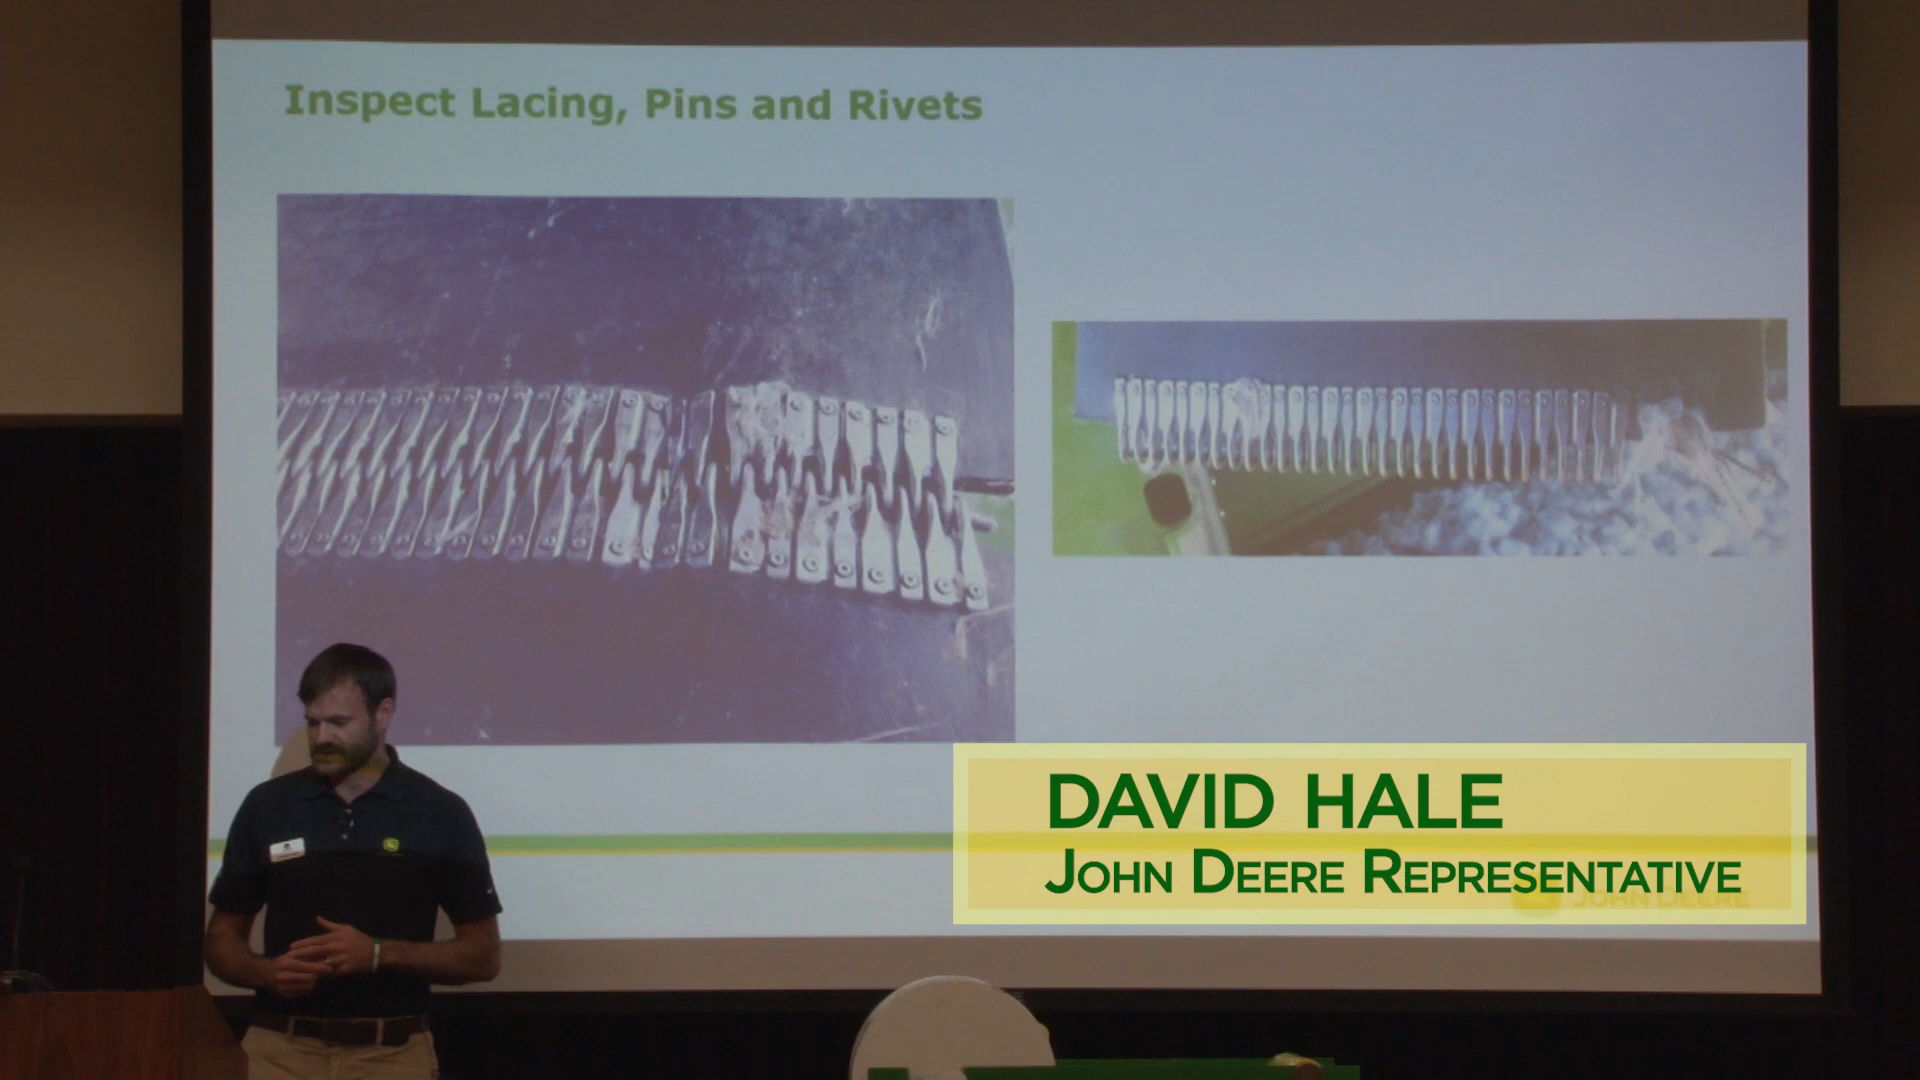 Inspect Lacing, Pins and Rivets
DAVID HALE
JOHN DEERE REPRESENTATIVE
JOHN DEERE